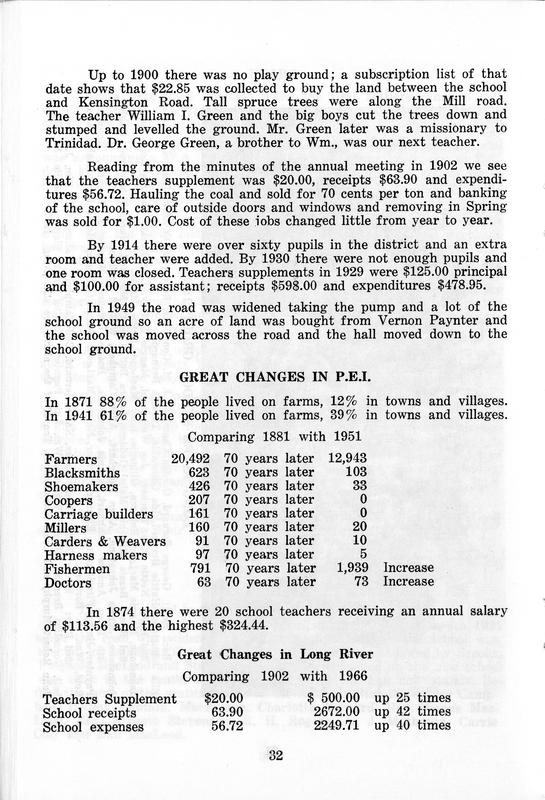 Up to 1900 there was no play ground; a subscription list of that
date shows that $22.85 was collected to buy the land between the school
and Kensington Road. Tall spruce trees were along the Mill road.
The teacher William I. Green and the big boys cut the trees down and
stumped and levelled the ground. Mr. Green later was a missionary to
Trinidad. Dr. George Green, a brother to Wm., was our next teacher.
Reading from the minutes of the annual meeting in 1902 we see
that the teachers supplement was $20.00, receipts $63.90 and expendi-
tures $56.72. Hauling the coal and sold for 70 cents per ton and banking
of the school, care of outside doors and windows and removing in Spring
was sold for $1.00. Cost of these jobs changed little from year to year.
By 1914 there were over sixty pupils in the district and an extra
room and teacher were added. By 1930 there were not enough pupils and
one room was closed. Teachers supplements in 1929 were $125.00 principal
and $100.00 for assistant; receipts $598.00 and expenditures $478.95.
In 1949 the road was widened taking the pump and a lot of the
school ground so an acre of land was bought from Vernon Paynter and
the school was moved across the road and the hall moved down to the
school ground.
GREAT CHANGES IN P.E.I.
In 1871 88% of the people lived on farms, 12% in towns and villages.
In 1941 61% of the people lived on farms, 39% in towns and villages.
Comparing 1881 with 1951
Farmers 20,492 70 years later 12,943
Blacksmiths 623 70 years later 103
Shoemakers 426 70 years later 33
Coopers 207 70 years later 0
Carriage builders 161 70 years later 0
Millers 160 70 years later 20
Carders & Weavers 91 70 years later 10
Harness makers 97 70 years later 5
Fishermen 791 70 years later 1,939 Increase
Doctors 63 70 years later 73 Increase
In 1874 there were 20 school teachers receiving an annual salary
of $113.56 and the highest $324.44.
Great Changes in Long River
Comparing 1902 with 1966
Teachers Supplement $20.00 $ 500.00 up 25 times
School receipts 63.90 2672.00 up 42 times
School expenses 56.72 2249.71 up 40 times
32